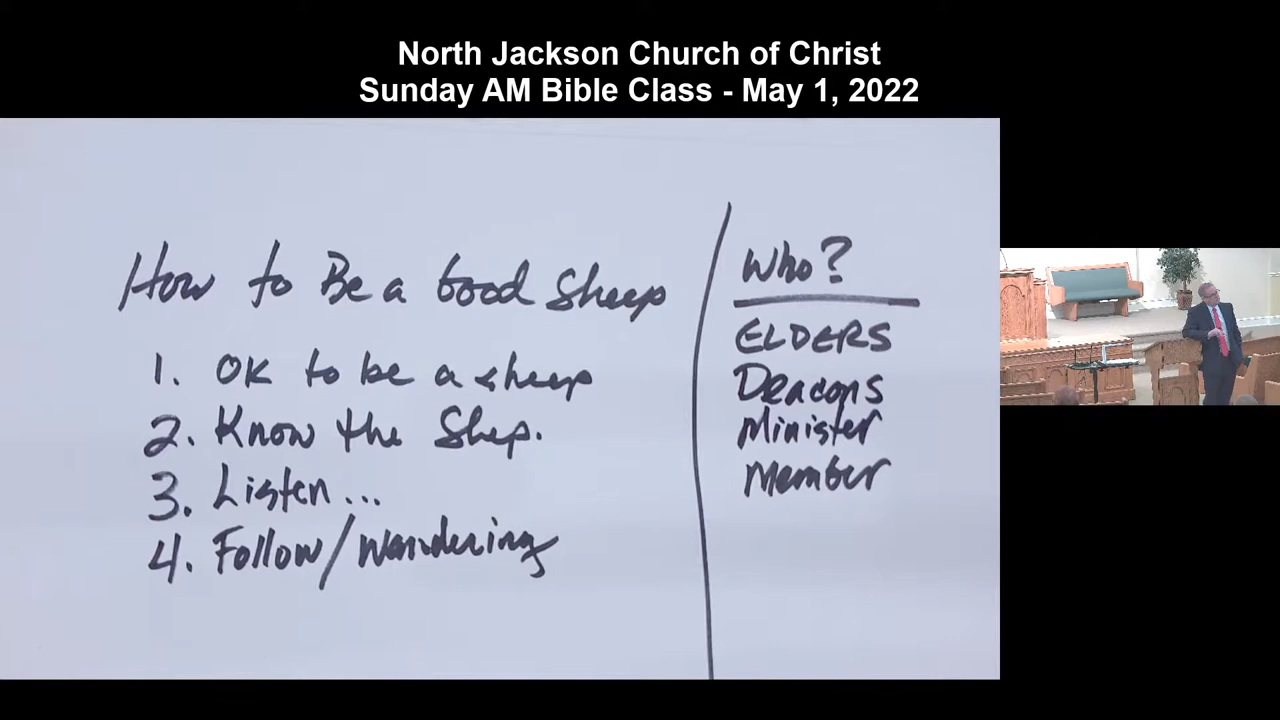 North Jackson Church of Christ
Sunday AM Bible Class - May 1, 2022
How to Be a Good Sheep
1. OK to be a sheep
2. Know the Shep.
3. Listen...
4. Follow/Wandering
Who?
ELDERS
Deacons
Minister
Member